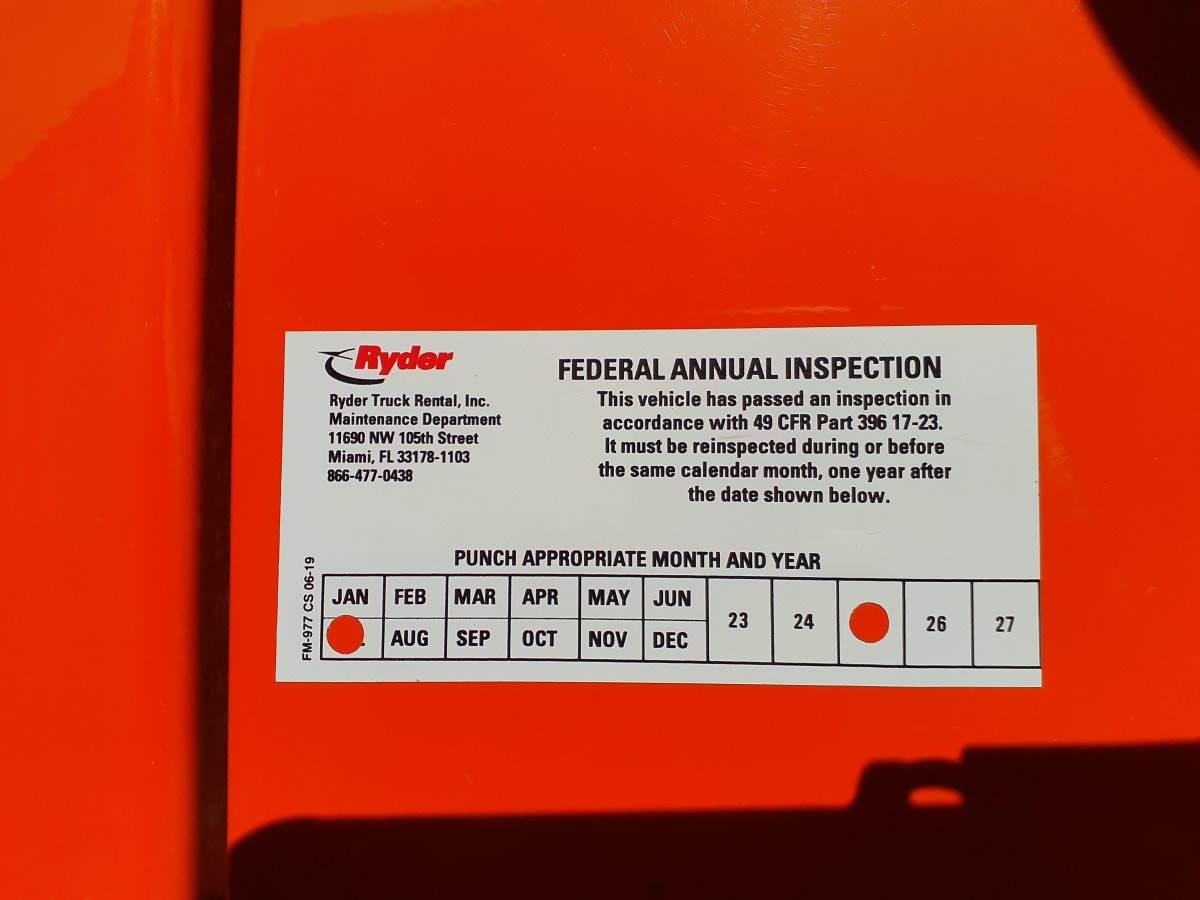 Ryder
Ryder Truck Rental, Inc.
Maintenance Department
11690 NW 105th Street
Miami, FL 33178-1103
866-477-0438
FEDERAL ANNUAL INSPECTION
This vehicle has passed an inspection in
accordance with 49 CFR Part 396 17-23.
It must be reinspected during or before
the same calendar month, one year after
the date shown below.
PUNCH APPROPRIATE MONTH AND YEAR
JAN FEB MAR APR MAY JUN
AUG SEP OCT NOV DEC
23 24 26 27
FM-977 CS 06-19